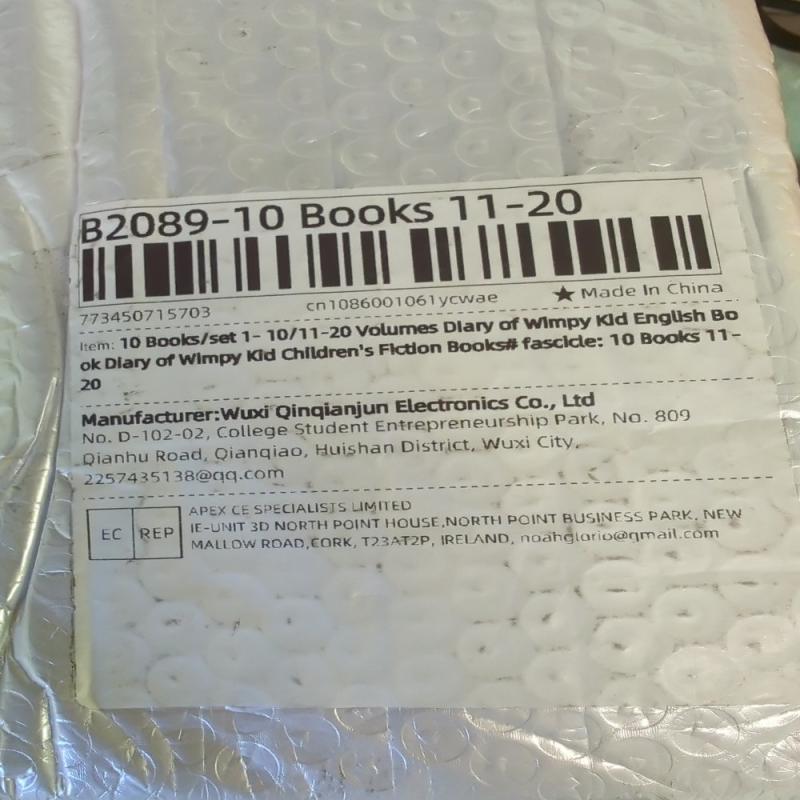 B2089-10 Books 11-20
773450715703 cn1086001061ycwae ★ Made In China
Item: 10 Books/set 1- 10/11-20 Volumes Diary of Wimpy Kid English Bo
ok Diary of Wimpy Kid Children's Fiction Books# fascicle: 10 Books 11-
20
Manufacturer:Wuxi Qinqianjun Electronics Co., Ltd
No. D-102-02, College Student Entrepreneurship Park, No. 809
Qianhu Road, Qianqiao, Huishan District, Wuxi City,
2257435138@qq.com
EC REP
APEX CE SPECIALISTS LIMITED
IE-UNIT 3D NORTH POINT HOUSE,NORTH POINT BUSINESS PARK, NEW
MALLOW ROAD,CORK, T23AT2P, IRELAND, noahglorio@gmail.com